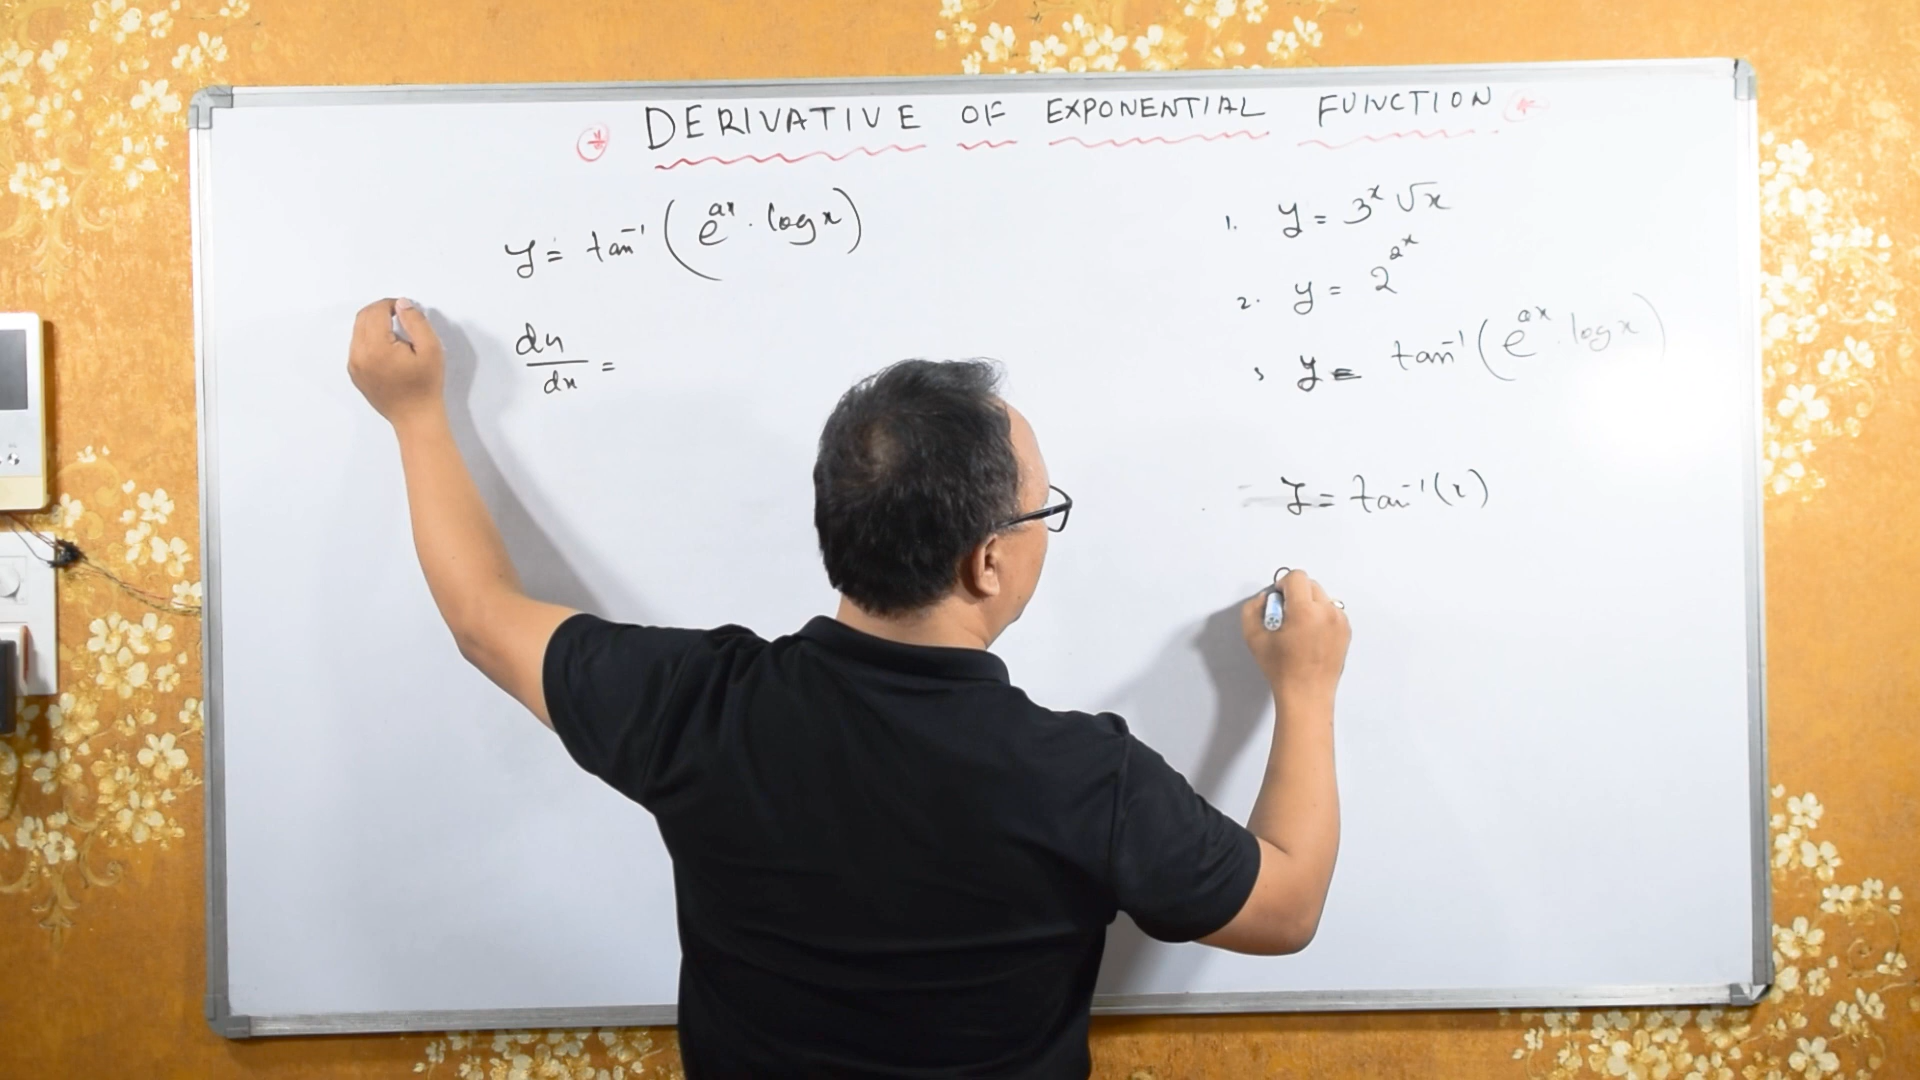 DERIVATIVE OF EXPONENTIAL FUNCTION
y = tan⁻¹ (e^ax · log x)
dy/dx =
1. y = 3^x √x
2. y = 2^2^x
3 y = tan⁻¹ (e^ax · log x)
y = tan⁻¹(x)